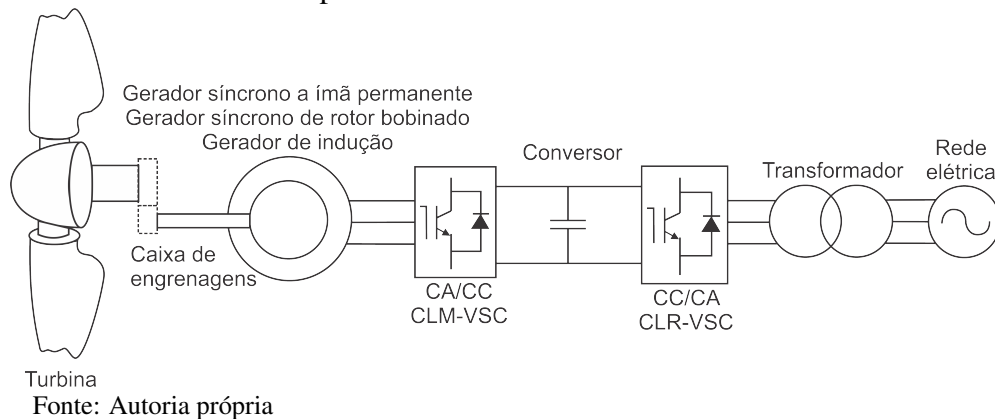 Gerador síncrono a ímã permanente
Gerador síncrono de rotor bobinado
Gerador de indução
Conversor
Transformador
Rede
elétrica
Caixa de
engrenagens
CA/CC
CLM-VSC
CC/CA
CLR-VSC
Turbina
Fonte: Autoria própria